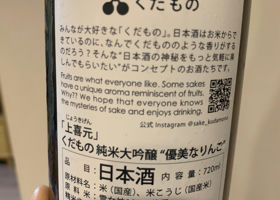 くだもの
みんなが大好きな「くだもの」。日本酒はお米からで
きているのに、なんでくだもののような香りがする
のだろう？そんな"日本酒の神秘をもっと気軽に楽
しんでもらいたい"がコンセプトのお酒たちです。
Fruits are what everyone like. Some sakes
have a unique aroma reminiscent of fruits.
Why?? We hope that everyone knows
the mysteries of sake and enjoys drinking.
公式 Instagram @sake_kudamono
じょうきげん
「上喜元」
くだもの 純米大吟醸 "優美なりんご"
品目 日本酒 内容量 720ml
原材料名 米(国産)、米こうじ(国産米)